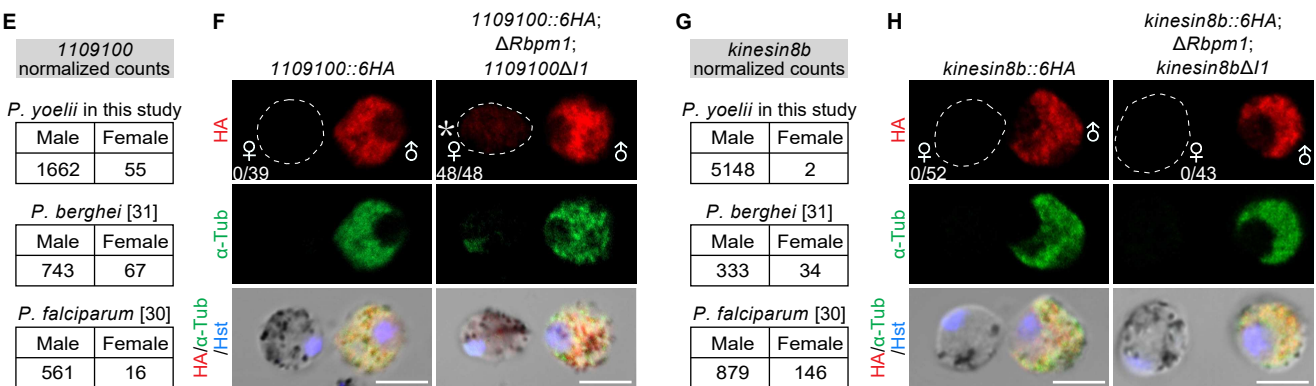 E
1109100
normalized counts
P. yoelii in this study
Male Female
1662 55
P. berghei [31]
Male Female
743 67
P. falciparum [30]
Male Female
561 16
F
1109100::6HA
1109100::6HA;
ΔRbpm1;
1109100ΔI1
HA
♀
0/39
♂
*
♀
48/48
♂
α-Tub
HA/α-Tub
/Hst
G
kinesin8b
normalized counts
P. yoelii in this study
Male Female
5148 2
P. berghei [31]
Male Female
333 34
P. falciparum [30]
Male Female
879 146
H
kinesin8b::6HA
kinesin8b::6HA;
ΔRbpm1;
kinesin8bΔI1
HA
♀
0/52
♂
♀
0/43
♂
α-Tub
HA/α-Tub
/Hst